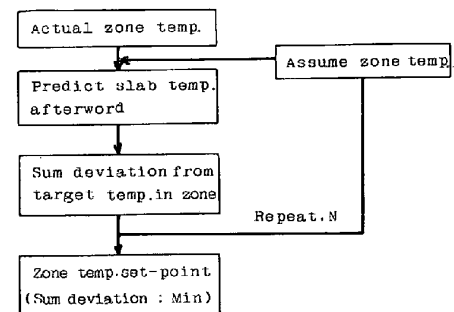 Actual zone temp.
Assume zone temp
Predict slab temp.
afterword
Sum deviation from
target temp.in zone
Repeat.N
Zone temp.set-point
(Sum deviation : Min)